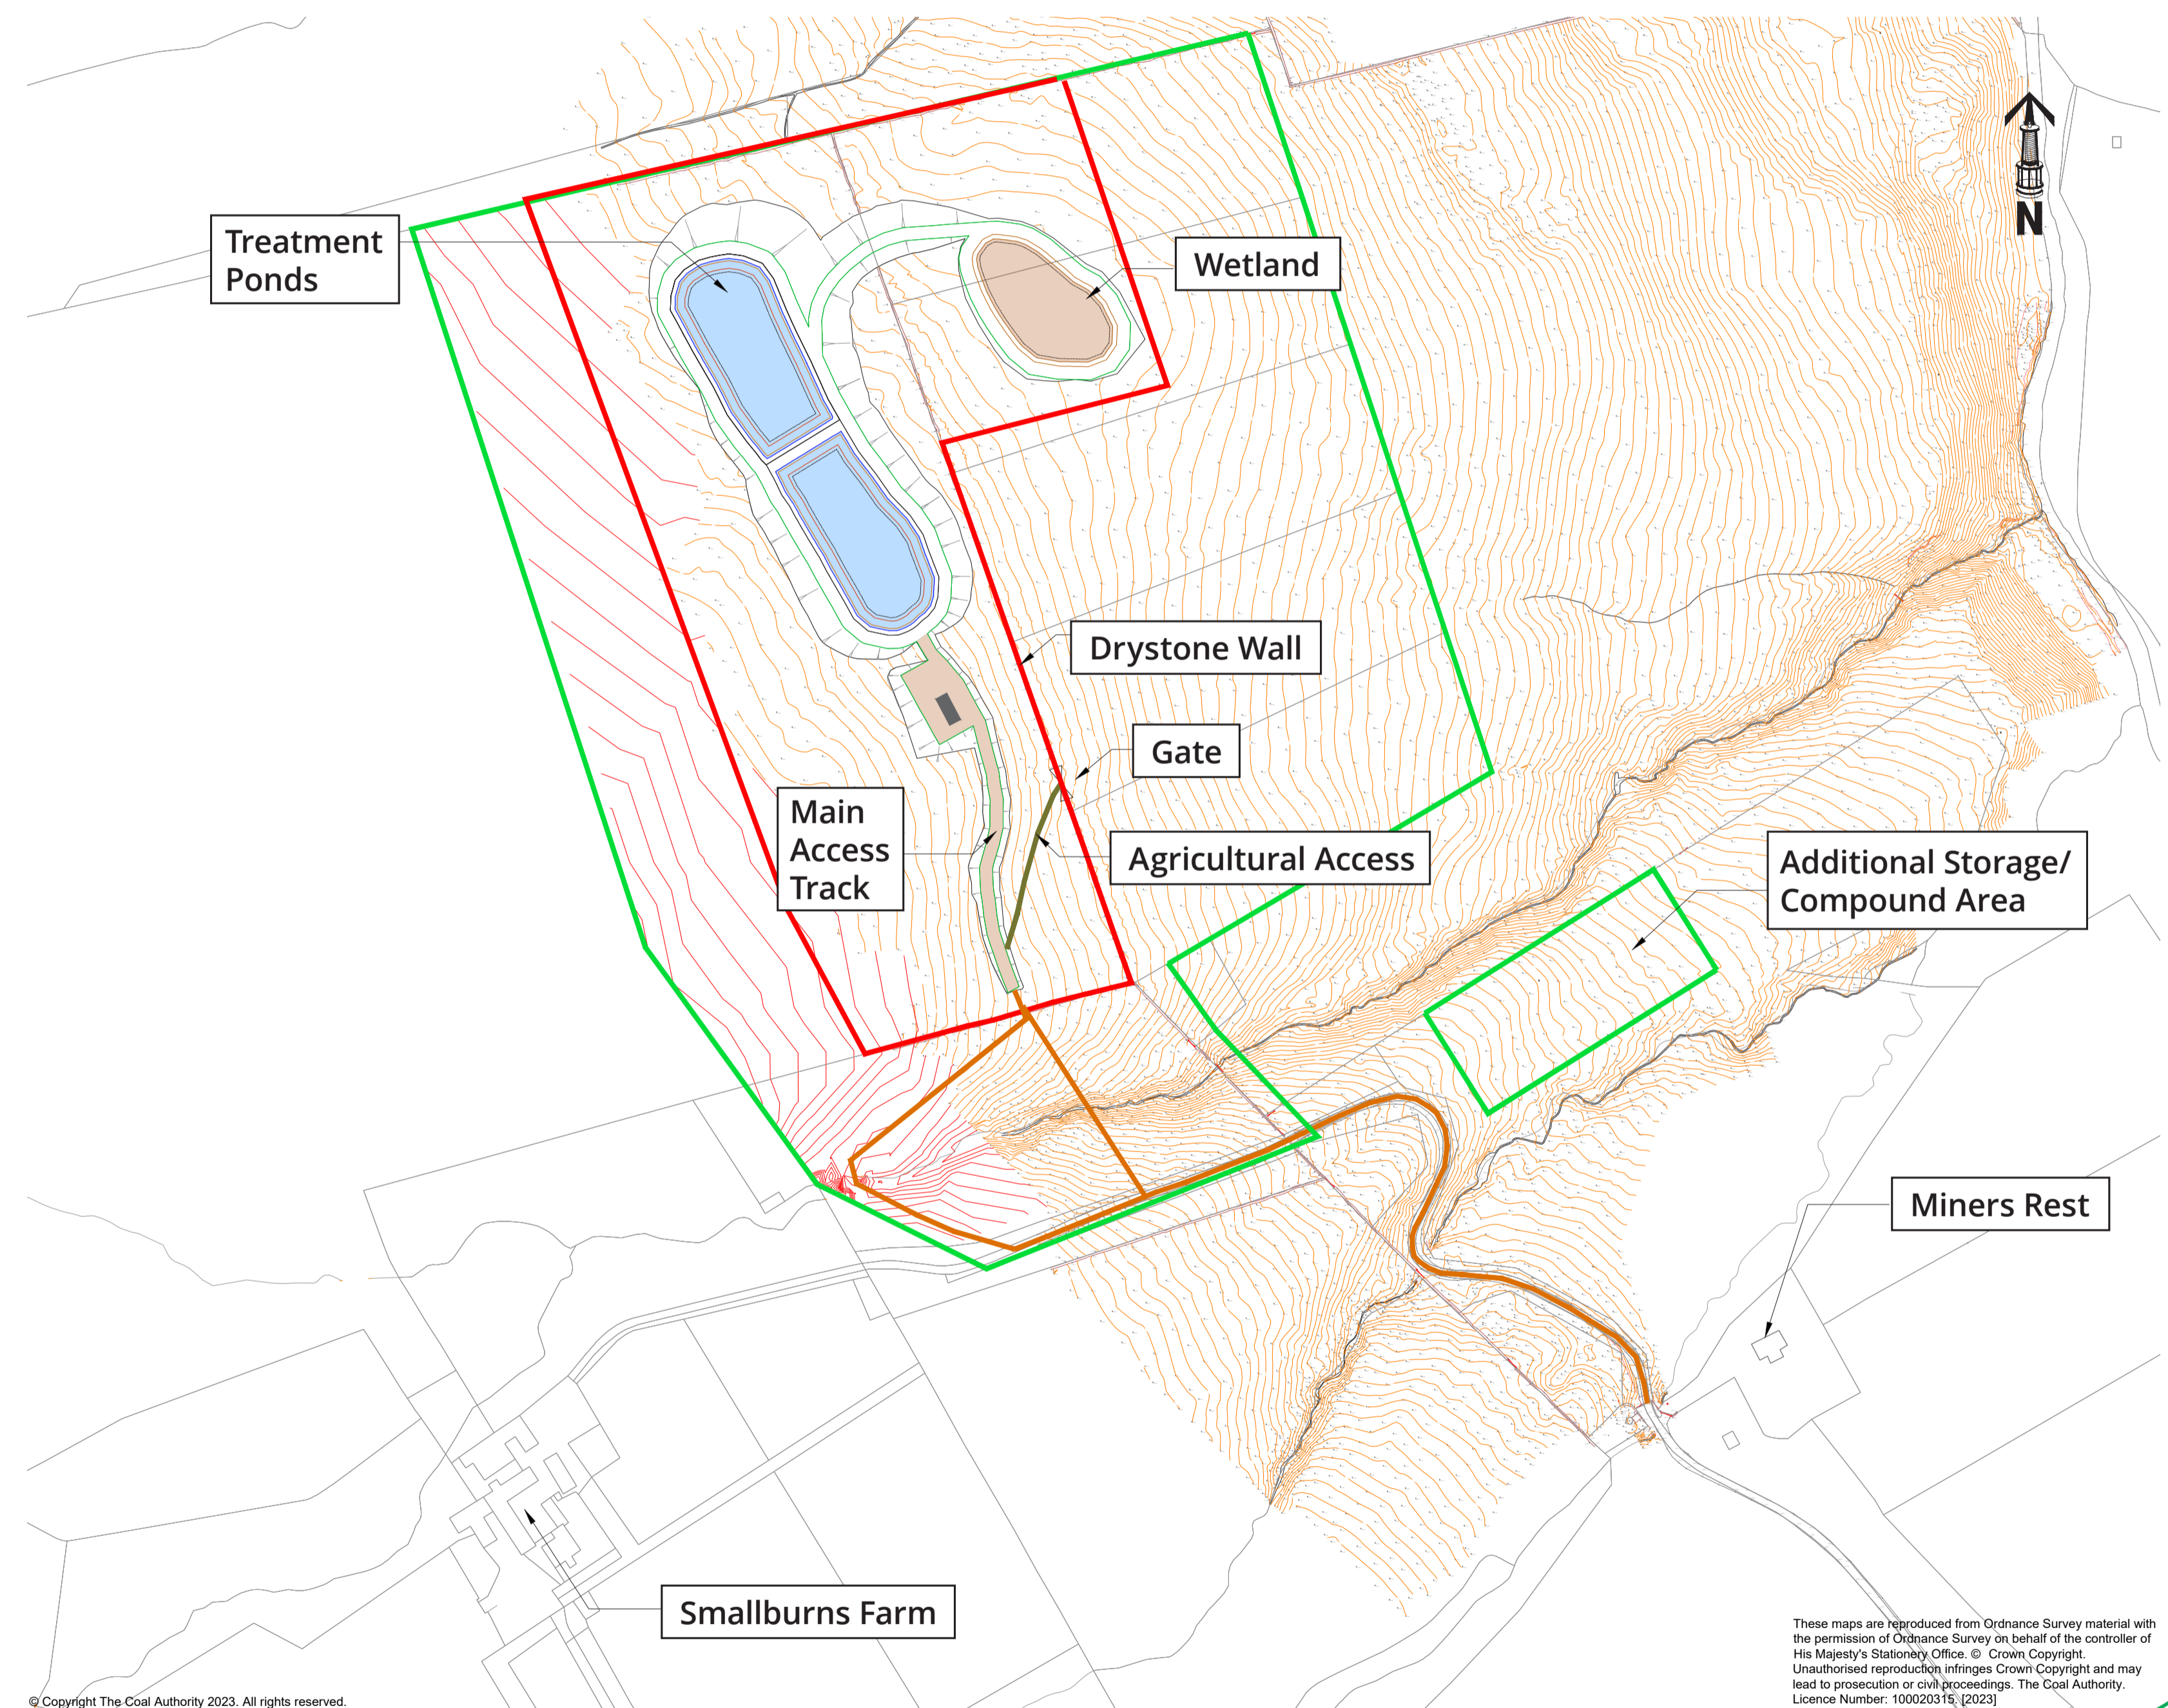 N
Treatment
Ponds
Wetland
Drystone Wall
Gate
Main
Access
Track
Agricultural Access
Additional Storage/
Compound Area
Miners Rest
Smallburns Farm
These maps are reproduced from Ordnance Survey material with
the permission of Ordnance Survey on behalf of the controller of
His Majesty's Stationery Office. © Crown Copyright.
Unauthorised reproduction infringes Crown Copyright and may
lead to prosecution or civil proceedings. The Coal Authority.
Licence Number: 100020315. [2023]
© Copyright The Coal Authority 2023. All rights reserved.